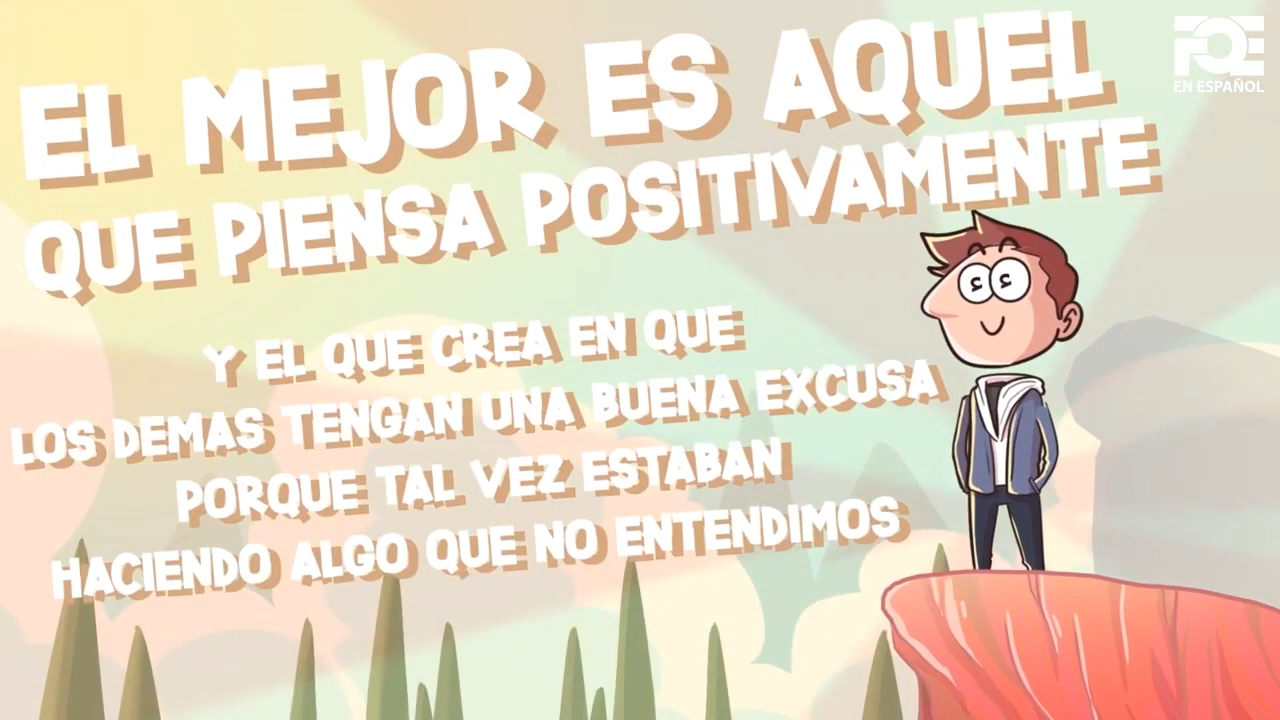 EL MEJOR ES AQUEL
QUE PIENSA POSITIVAMENTE
Y EL QUE CREA EN QUE
LOS DEMAS TENGAN UNA BUENA EXCUSA
PORQUE TAL VEZ ESTABAN
HACIENDO ALGO QUE NO ENTENDIMOS
FQE
EN ESPAÑOL